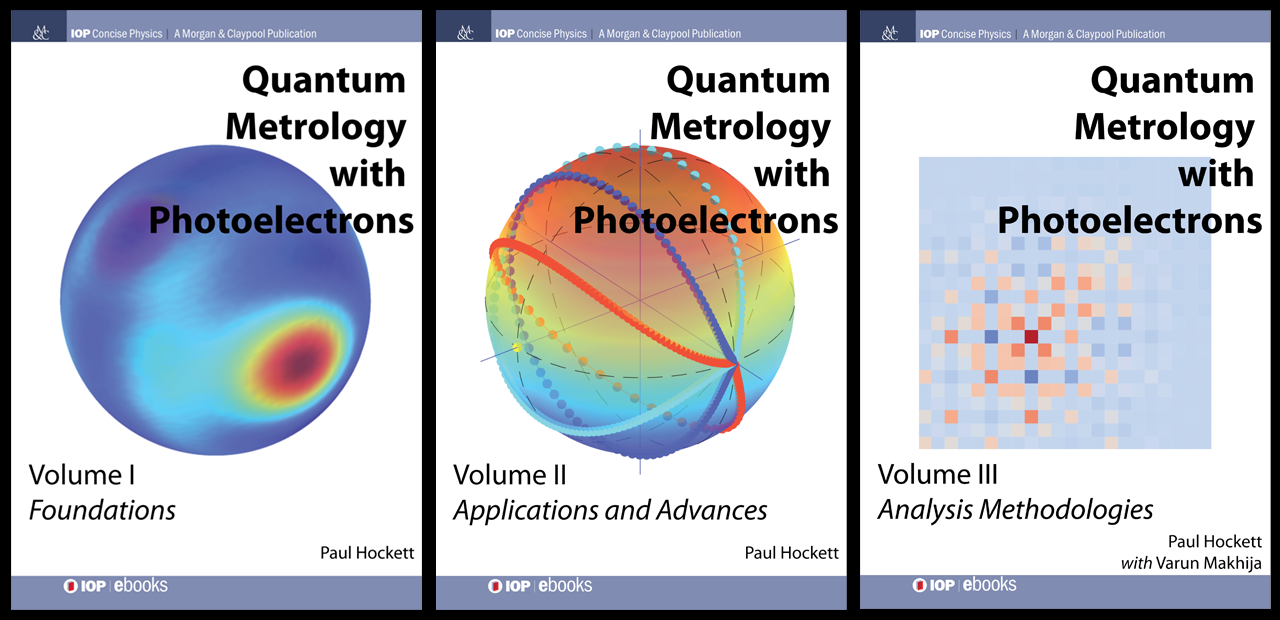 M&C IOP Concise Physics | A Morgan & Claypool Publication
Quantum
Metrology
with
Photoelectrons
Volume I
Foundations
Paul Hockett
IOP | ebooks
M&C IOP Concise Physics | A Morgan & Claypool Publication
Quantum
Metrology
with
Photoelectrons
Volume II
Applications and Advances
Paul Hockett
IOP | ebooks
M&C IOP Concise Physics | A Morgan & Claypool Publication
Quantum
Metrology
with
Photoelectrons
Volume III
Analysis Methodologies
Paul Hockett
with Varun Makhija
IOP | ebooks